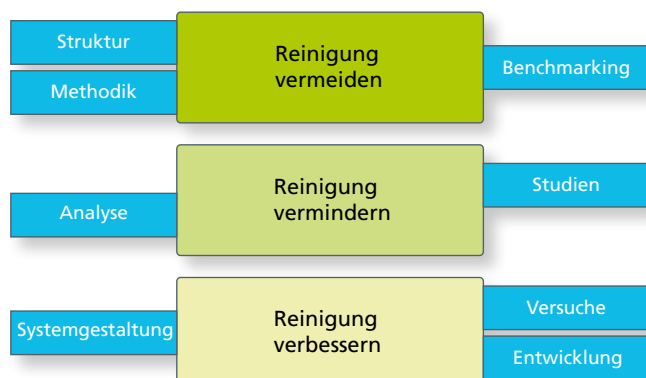 Struktur
Methodik
Reinigung
vermeiden
Benchmarking
Analyse
Reinigung
vermindern
Studien
Systemgestaltung
Reinigung
verbessern
Versuche
Entwicklung